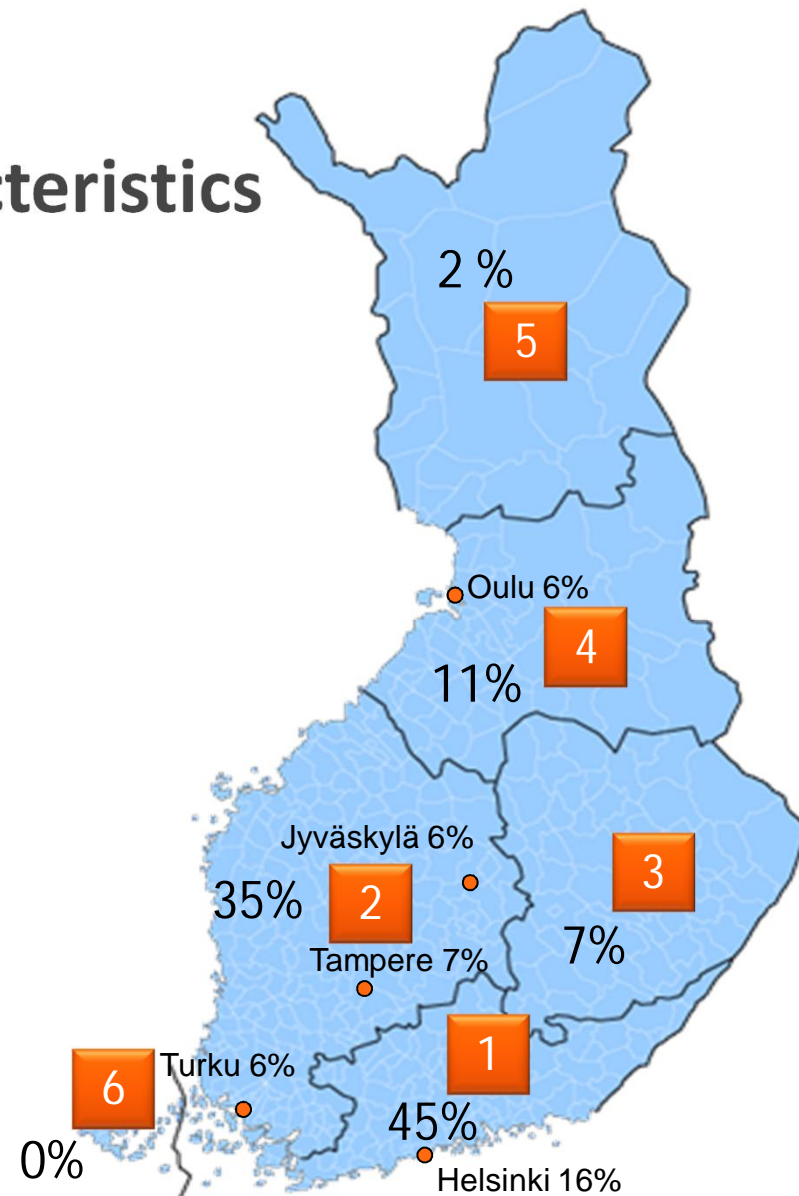 cteristics
2 %
5
Oulu 6%
4
11%
Jyväskylä 6%
3
35%
2
7%
Tampere 7%
1
6
Turku 6%
45%
0%
Helsinki 16%